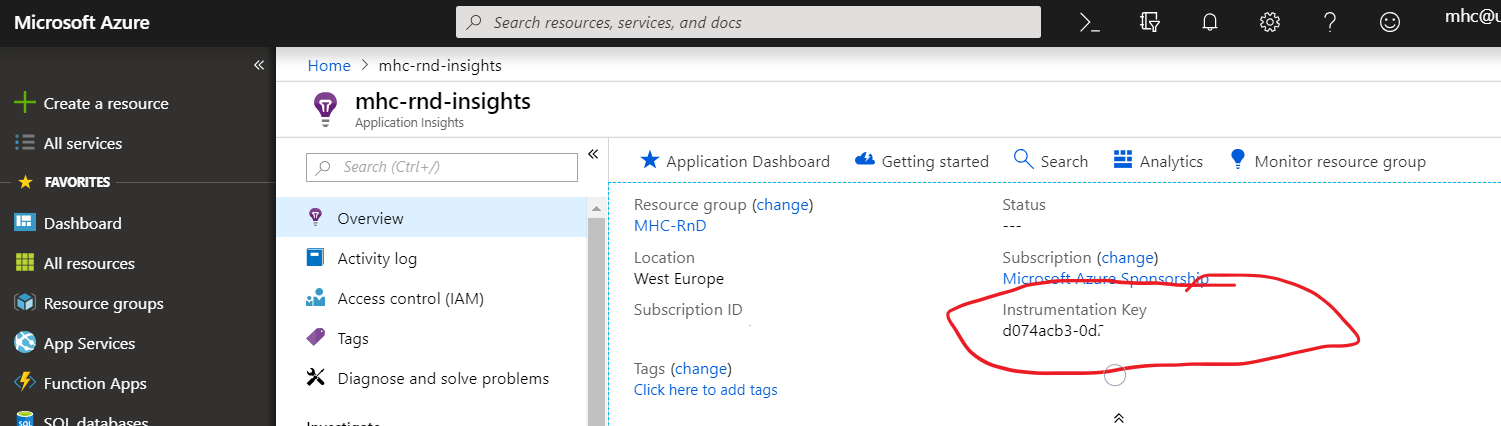 Microsoft Azure
Search resources, services, and docs
mhc@u
Create a resource
All services
FAVORITES
Dashboard
All resources
Resource groups
App Services
Function Apps
SQL databases
Home > mhc-rnd-insights
mhc-rnd-insights
Application Insights
Search (Ctrl+/)
Overview
Activity log
Access control (IAM)
Tags
Diagnose and solve problems
Investigate
Application Dashboard
Getting started
Search
Analytics
Monitor resource group
Resource group (change)
MHC-RnD
Location
West Europe
Subscription ID
Tags (change)
Click here to add tags
Status
---
Subscription (change)
Microsoft Azure Sponsorship
Instrumentation Key
d074acb3-0d